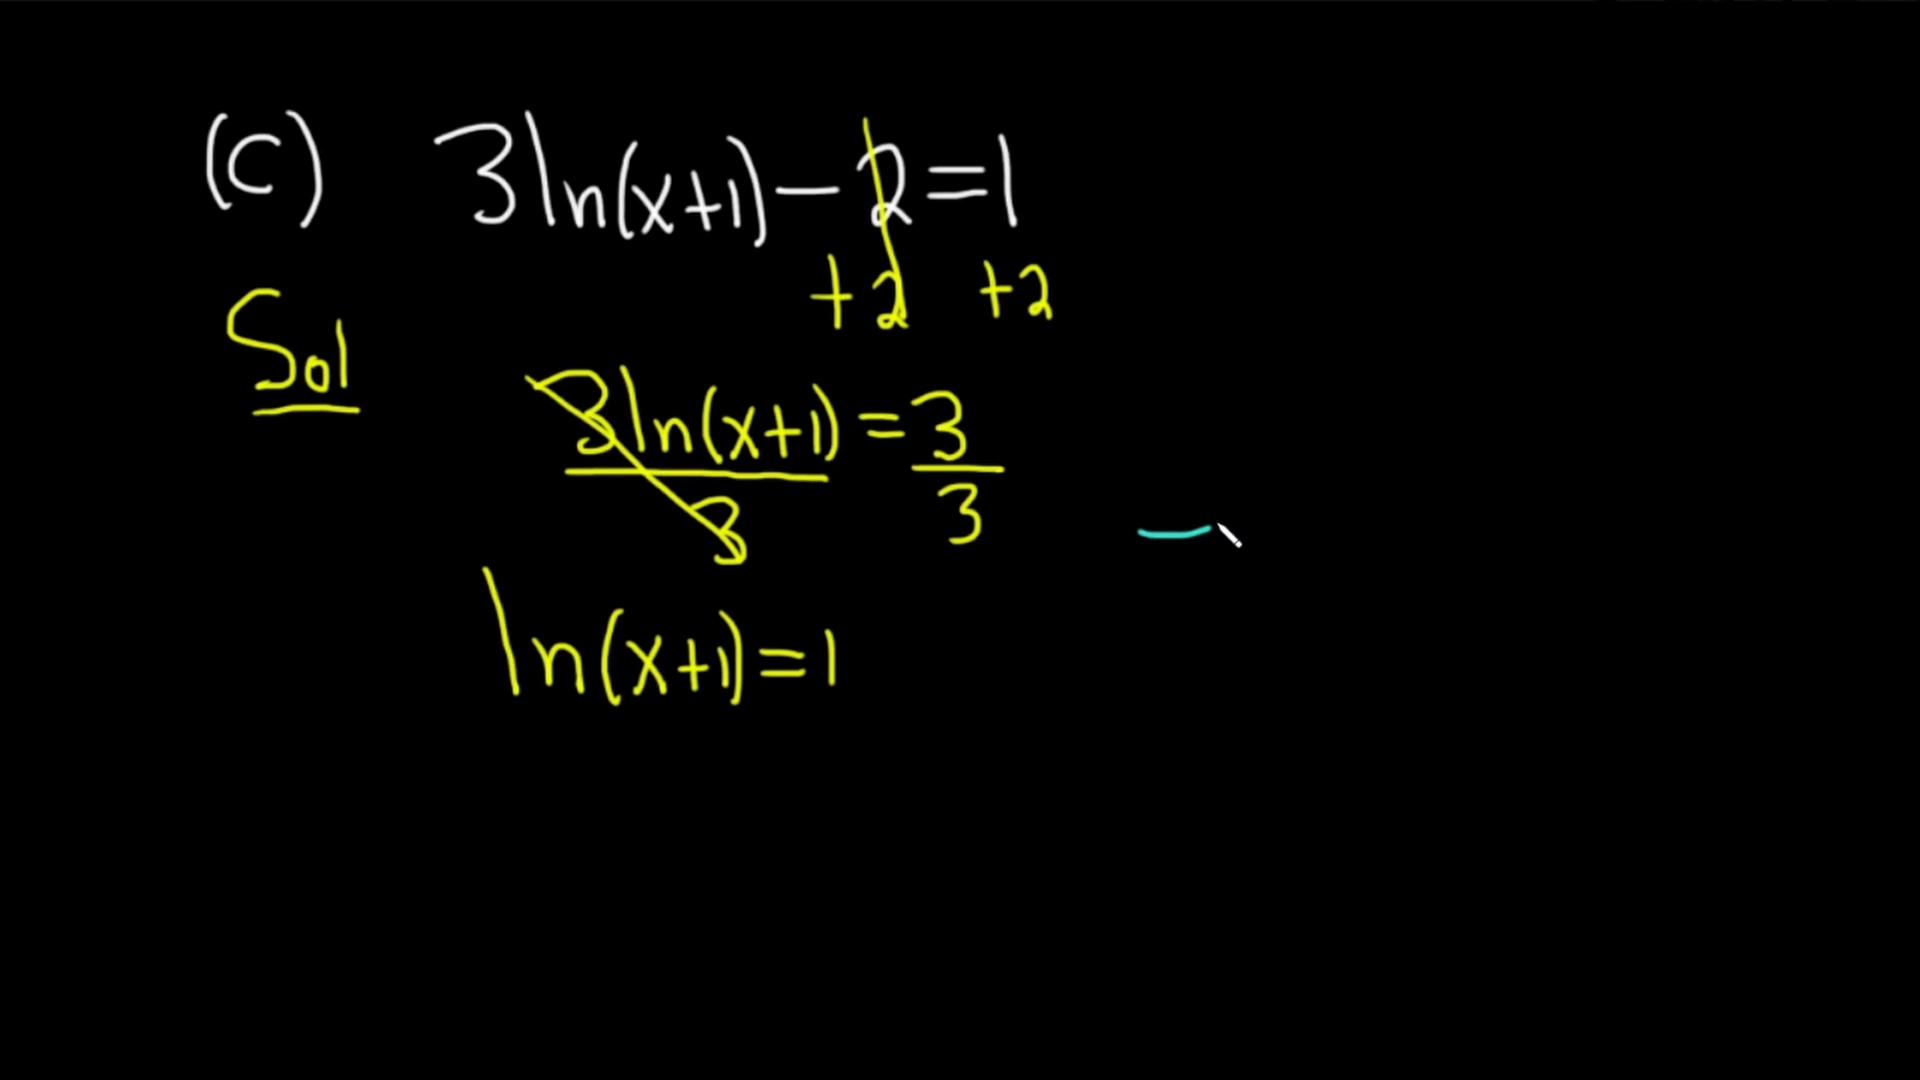 (C) 3ln(x+1)-2=1
+2 +2
Sol
3ln(x+1)=3
3 3
ln(x+1)=1